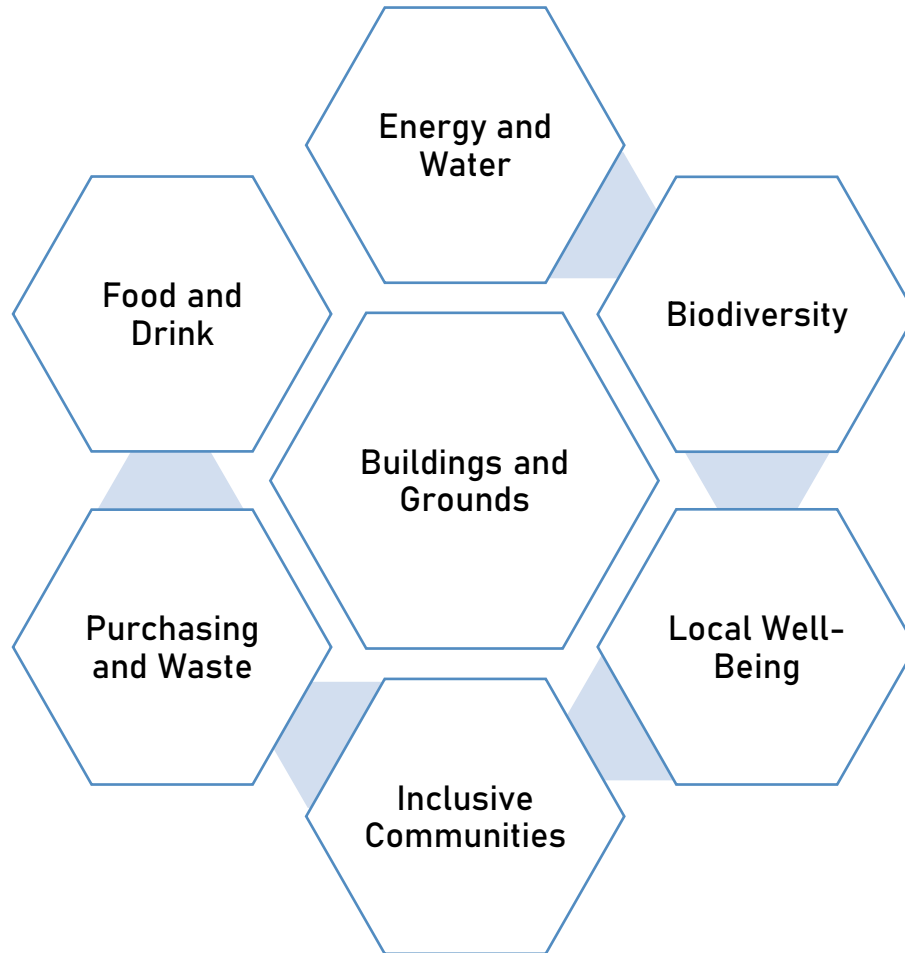 Energy and
Water
Food and
Drink
Biodiversity
Buildings and
Grounds
Purchasing
and Waste
Local Well-
Being
Inclusive
Communities